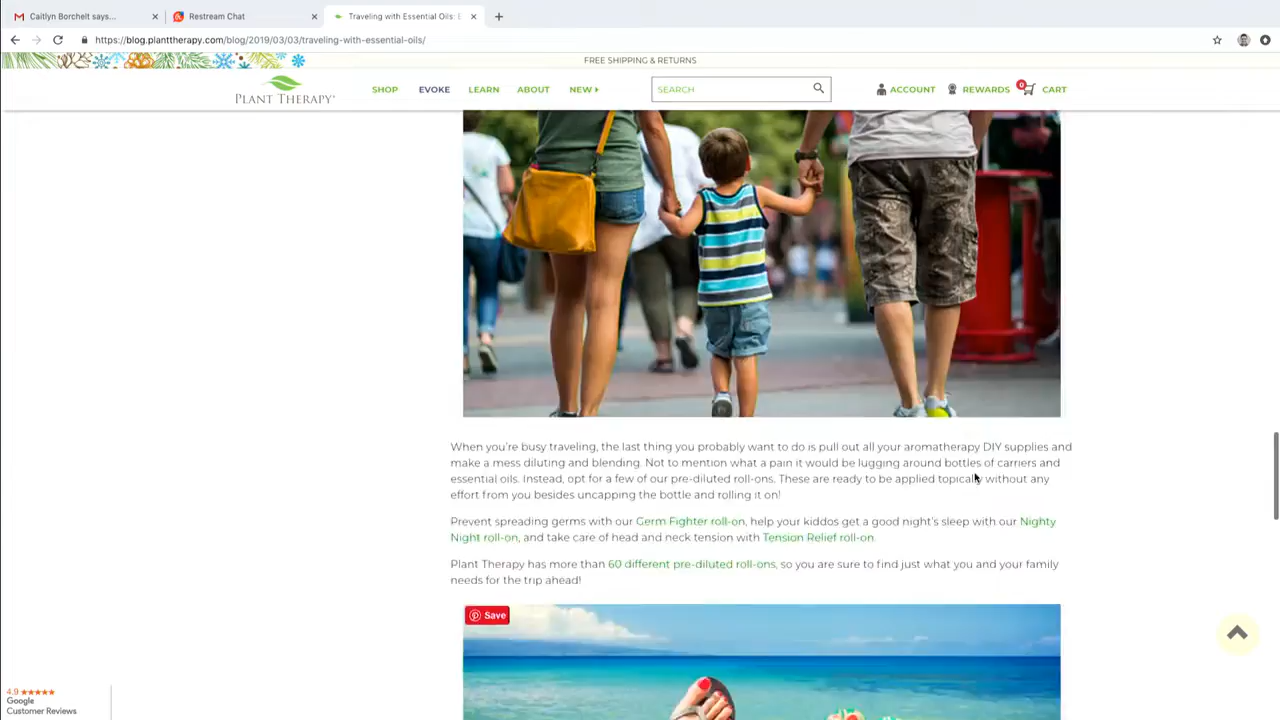 Caitlyn Borchelt says...
Restream Chat
Traveling with Essential Oils: E
https://blog.planttherapy.com/blog/2019/03/03/traveling-with-essential-oils/
FREE SHIPPING & RETURNS
PLANT THERAPY
SHOP
EVOKE
LEARN
ABOUT
NEW
SEARCH
ACCOUNT
REWARDS
0
CART
When you're busy traveling, the last thing you probably want to do is pull out all your aromatherapy DIY supplies and
make a mess diluting and blending. Not to mention what a pain it would be lugging around bottles of carriers and
essential oils. Instead, opt for a few of our pre-diluted roll-ons. These are ready to be applied topically without any
effort from you besides uncapping the bottle and rolling it on!
Prevent spreading germs with our Germ Fighter roll-on, help your kiddos get a good night's sleep with our Nighty
Night roll-on, and take care of head and neck tension with Tension Relief roll-on.
Plant Therapy has more than 60 different pre-diluted roll-ons, so you are sure to find just what you and your family
needs for the trip ahead!
Save
4.9
Google
Customer Reviews